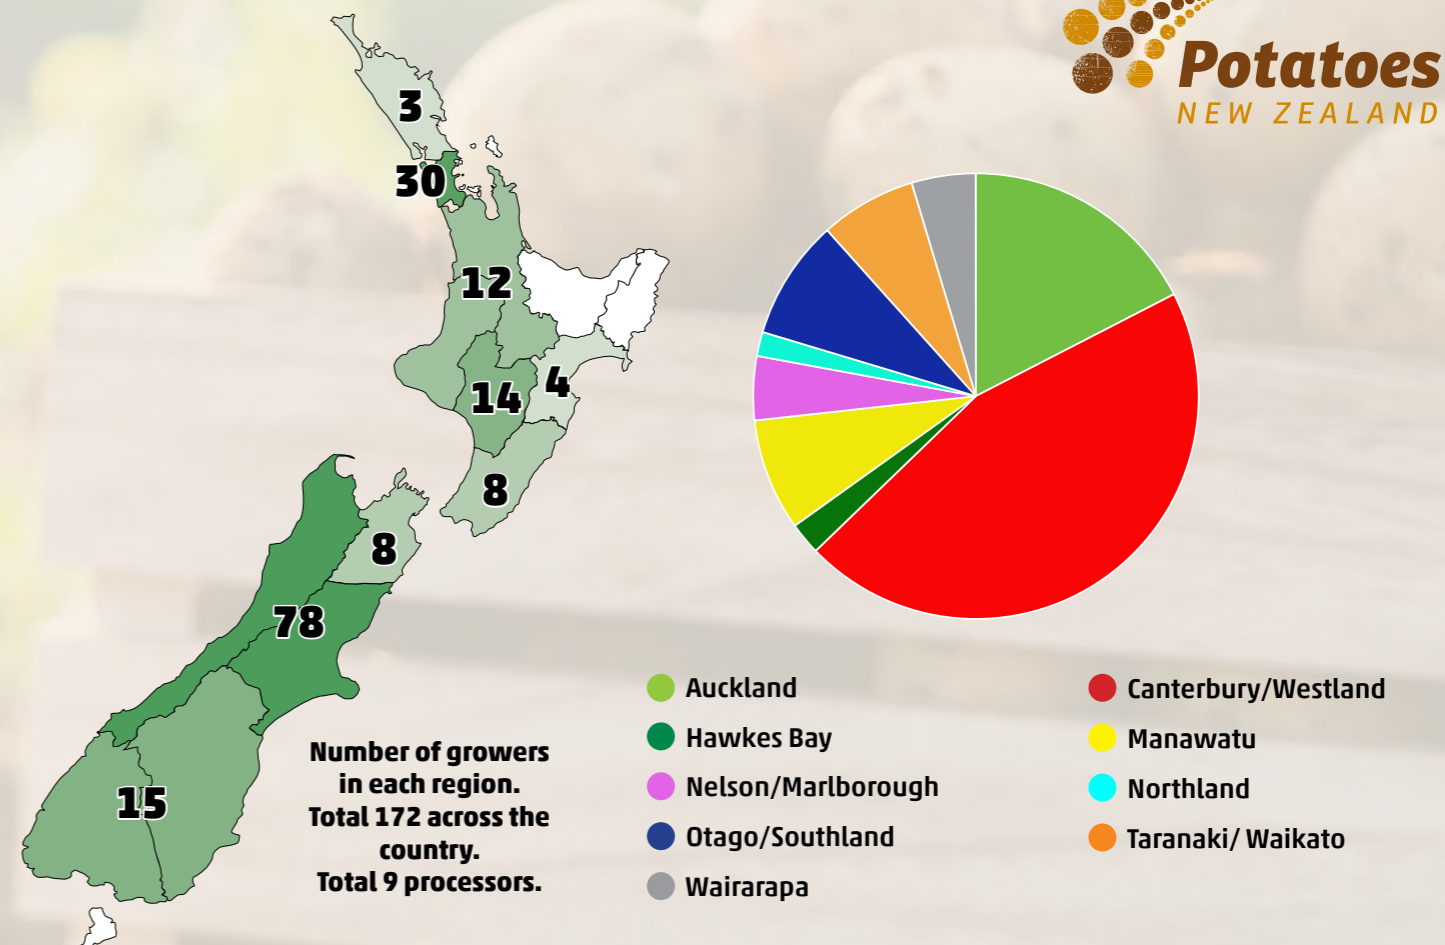 Potatoes
NEW ZEALAND
3
30
12
14
4
8
8
78
15
Number of growers
in each region.
Total 172 across the
country.
Total 9 processors.
Auckland
Hawkes Bay
Nelson/Marlborough
Otago/Southland
Wairarapa
Canterbury/Westland
Manawatu
Northland
Taranaki/ Waikato